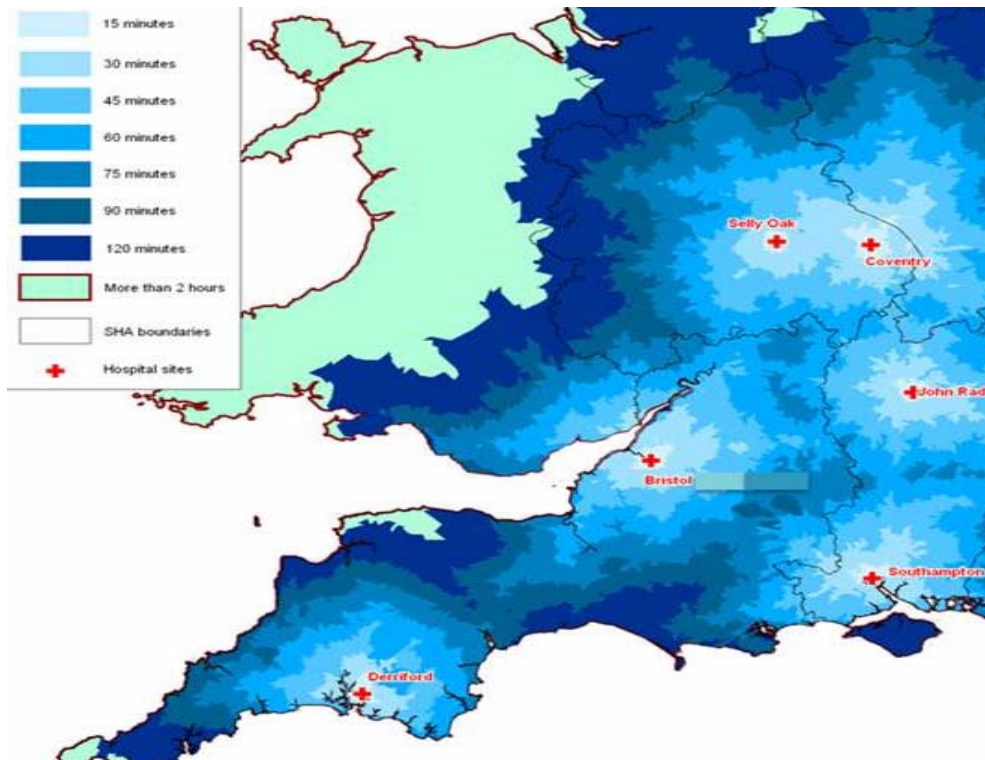 15 minutes
30 minutes
45 minutes
60 minutes
75 minutes
90 minutes
120 minutes
More than 2 hours
SHA boundaries
Hospital sites
Selly Oak
Coventry
John Rad
Bristol
Southampton
Derriford